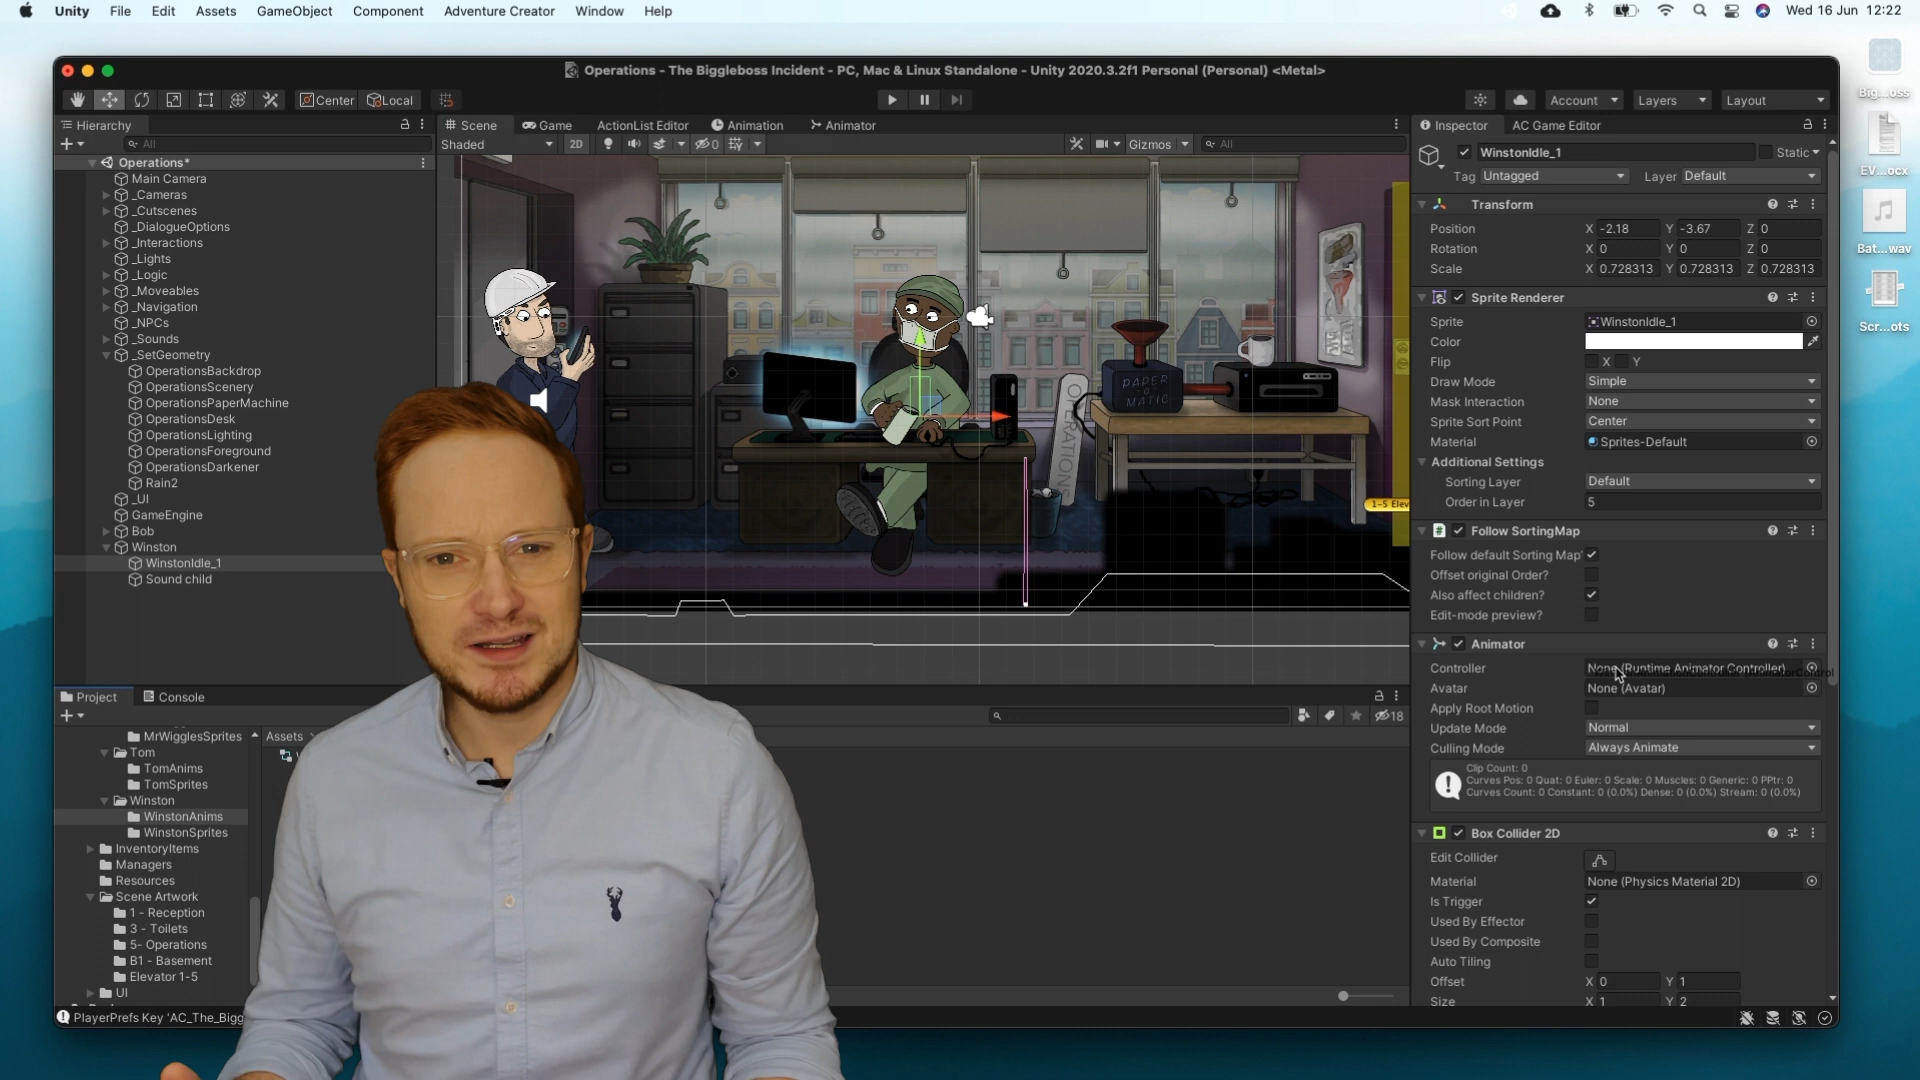 Unity File Edit Assets GameObject Component Adventure Creator Window Help Wed 16 Jun 12:22
Operations - The Biggleboss Incident - PC, Mac & Linux Standalone - Unity 2020.3.2f1 Personal (Personal) <Metal>
Center Local Account Layers Layout
Hierarchy
All
Operations*
Main Camera
_Cameras
_Cutscenes
_DialogueOptions
_Interactions
_Lights
_Logic
_Moveables
_Navigation
_NPCs
_Sounds
_SetGeometry
OperationsBackdrop
OperationsScenery
OperationsPaperMachine
OperationsDesk
OperationsLighting
OperationsForeground
OperationsDarkener
Rain2
_UI
GameEngine
Bob
Winston
WinstonIdle_1
Sound child
Scene Game ActionList Editor Animation Animator
Shaded 2D 0 Gizmos All
PAPER
MATIC
OPERATION
1-5 Elev
Inspector AC Game Editor
WinstonIdle_1 Static
Tag Untagged Layer Default
Transform
Position X -2.18 Y -3.67 Z 0
Rotation X 0 Y 0 Z 0
Scale X 0.728313 Y 0.728313 Z 0.728313
Sprite Renderer
Sprite WinstonIdle_1
Color
Flip X Y
Draw Mode Simple
Mask Interaction None
Sprite Sort Point Center
Material Sprites-Default
Additional Settings
Sorting Layer Default
Order in Layer 5
Follow SortingMap
Follow default Sorting Map
Offset original Order?
Also affect children?
Edit-mode preview?
Animator
Controller None (Runtime Animator Controller)
Avatar None (Avatar)
Apply Root Motion
Update Mode Normal
Culling Mode Always Animate
Clip Count: 0
Curves Pos: 0 Quat: 0 Euler: 0 Scale: 0 Muscles: 0 Generic: 0 PPtr: 0
Curves Count: 0 Constant: 0 (0.0%) Dense: 0 (0.0%) Stream: 0 (0.0%)
Box Collider 2D
Edit Collider
Material None (Physics Material 2D)
Is Trigger
Used By Effector
Used By Composite
Auto Tiling
Offset X 0 Y 1
Size X 1 Y 2
Project Console
18
MrWigglesSprites
Tom
TomAnims
TomSprites
Winston
WinstonAnims
WinstonSprites
InventoryItems
Managers
Resources
Scene Artwork
1 - Reception
3 - Toilets
5- Operations
B1 - Basement
Elevator 1-5
UI
Assets
PlayerPrefs Key 'AC_The_Bigg
Big...oss
EV...ocx
Bat...wav
Scr...ots